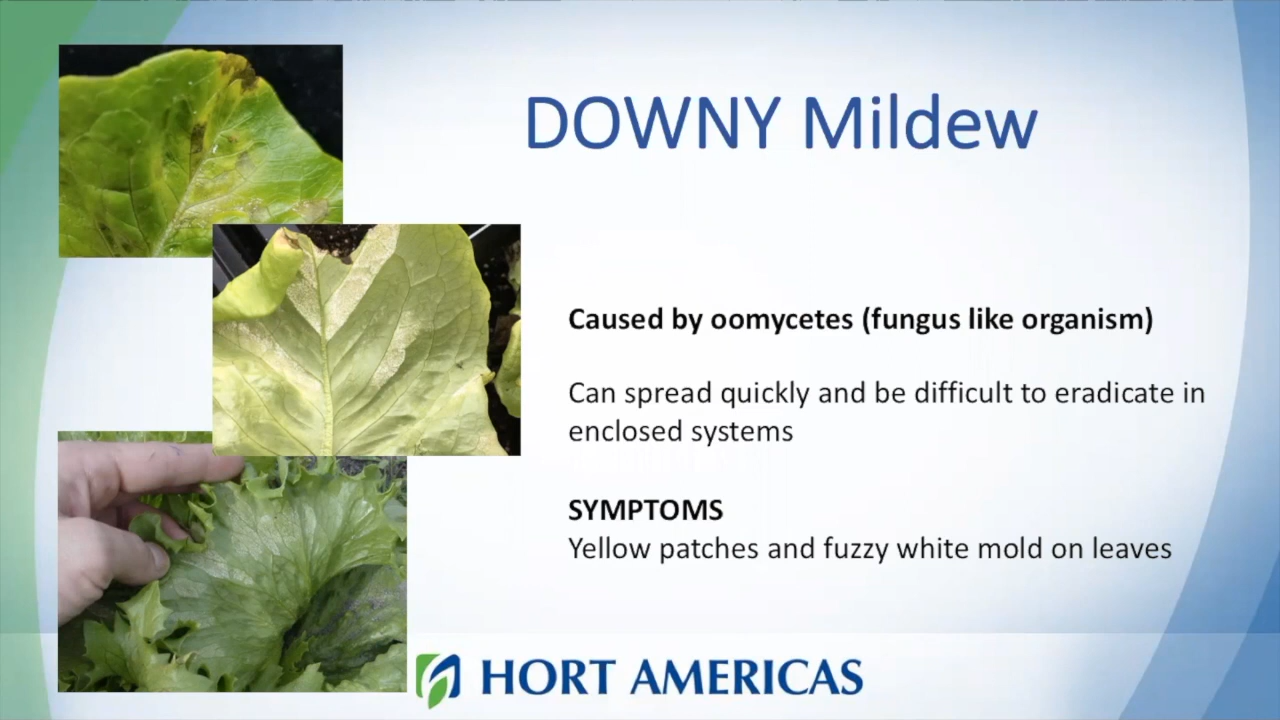 DOWNY Mildew
Caused by oomycetes (fungus like organism)
Can spread quickly and be difficult to eradicate in
enclosed systems
SYMPTOMS
Yellow patches and fuzzy white mold on leaves
HORT AMERICAS